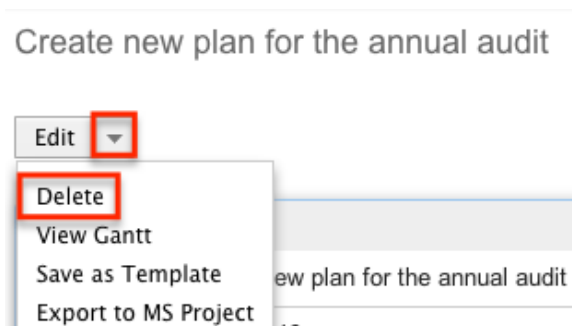 Create new plan for the annual audit
Edit
Delete
View Gantt
Save as Template
ew plan for the annual audit
Export to MS Project